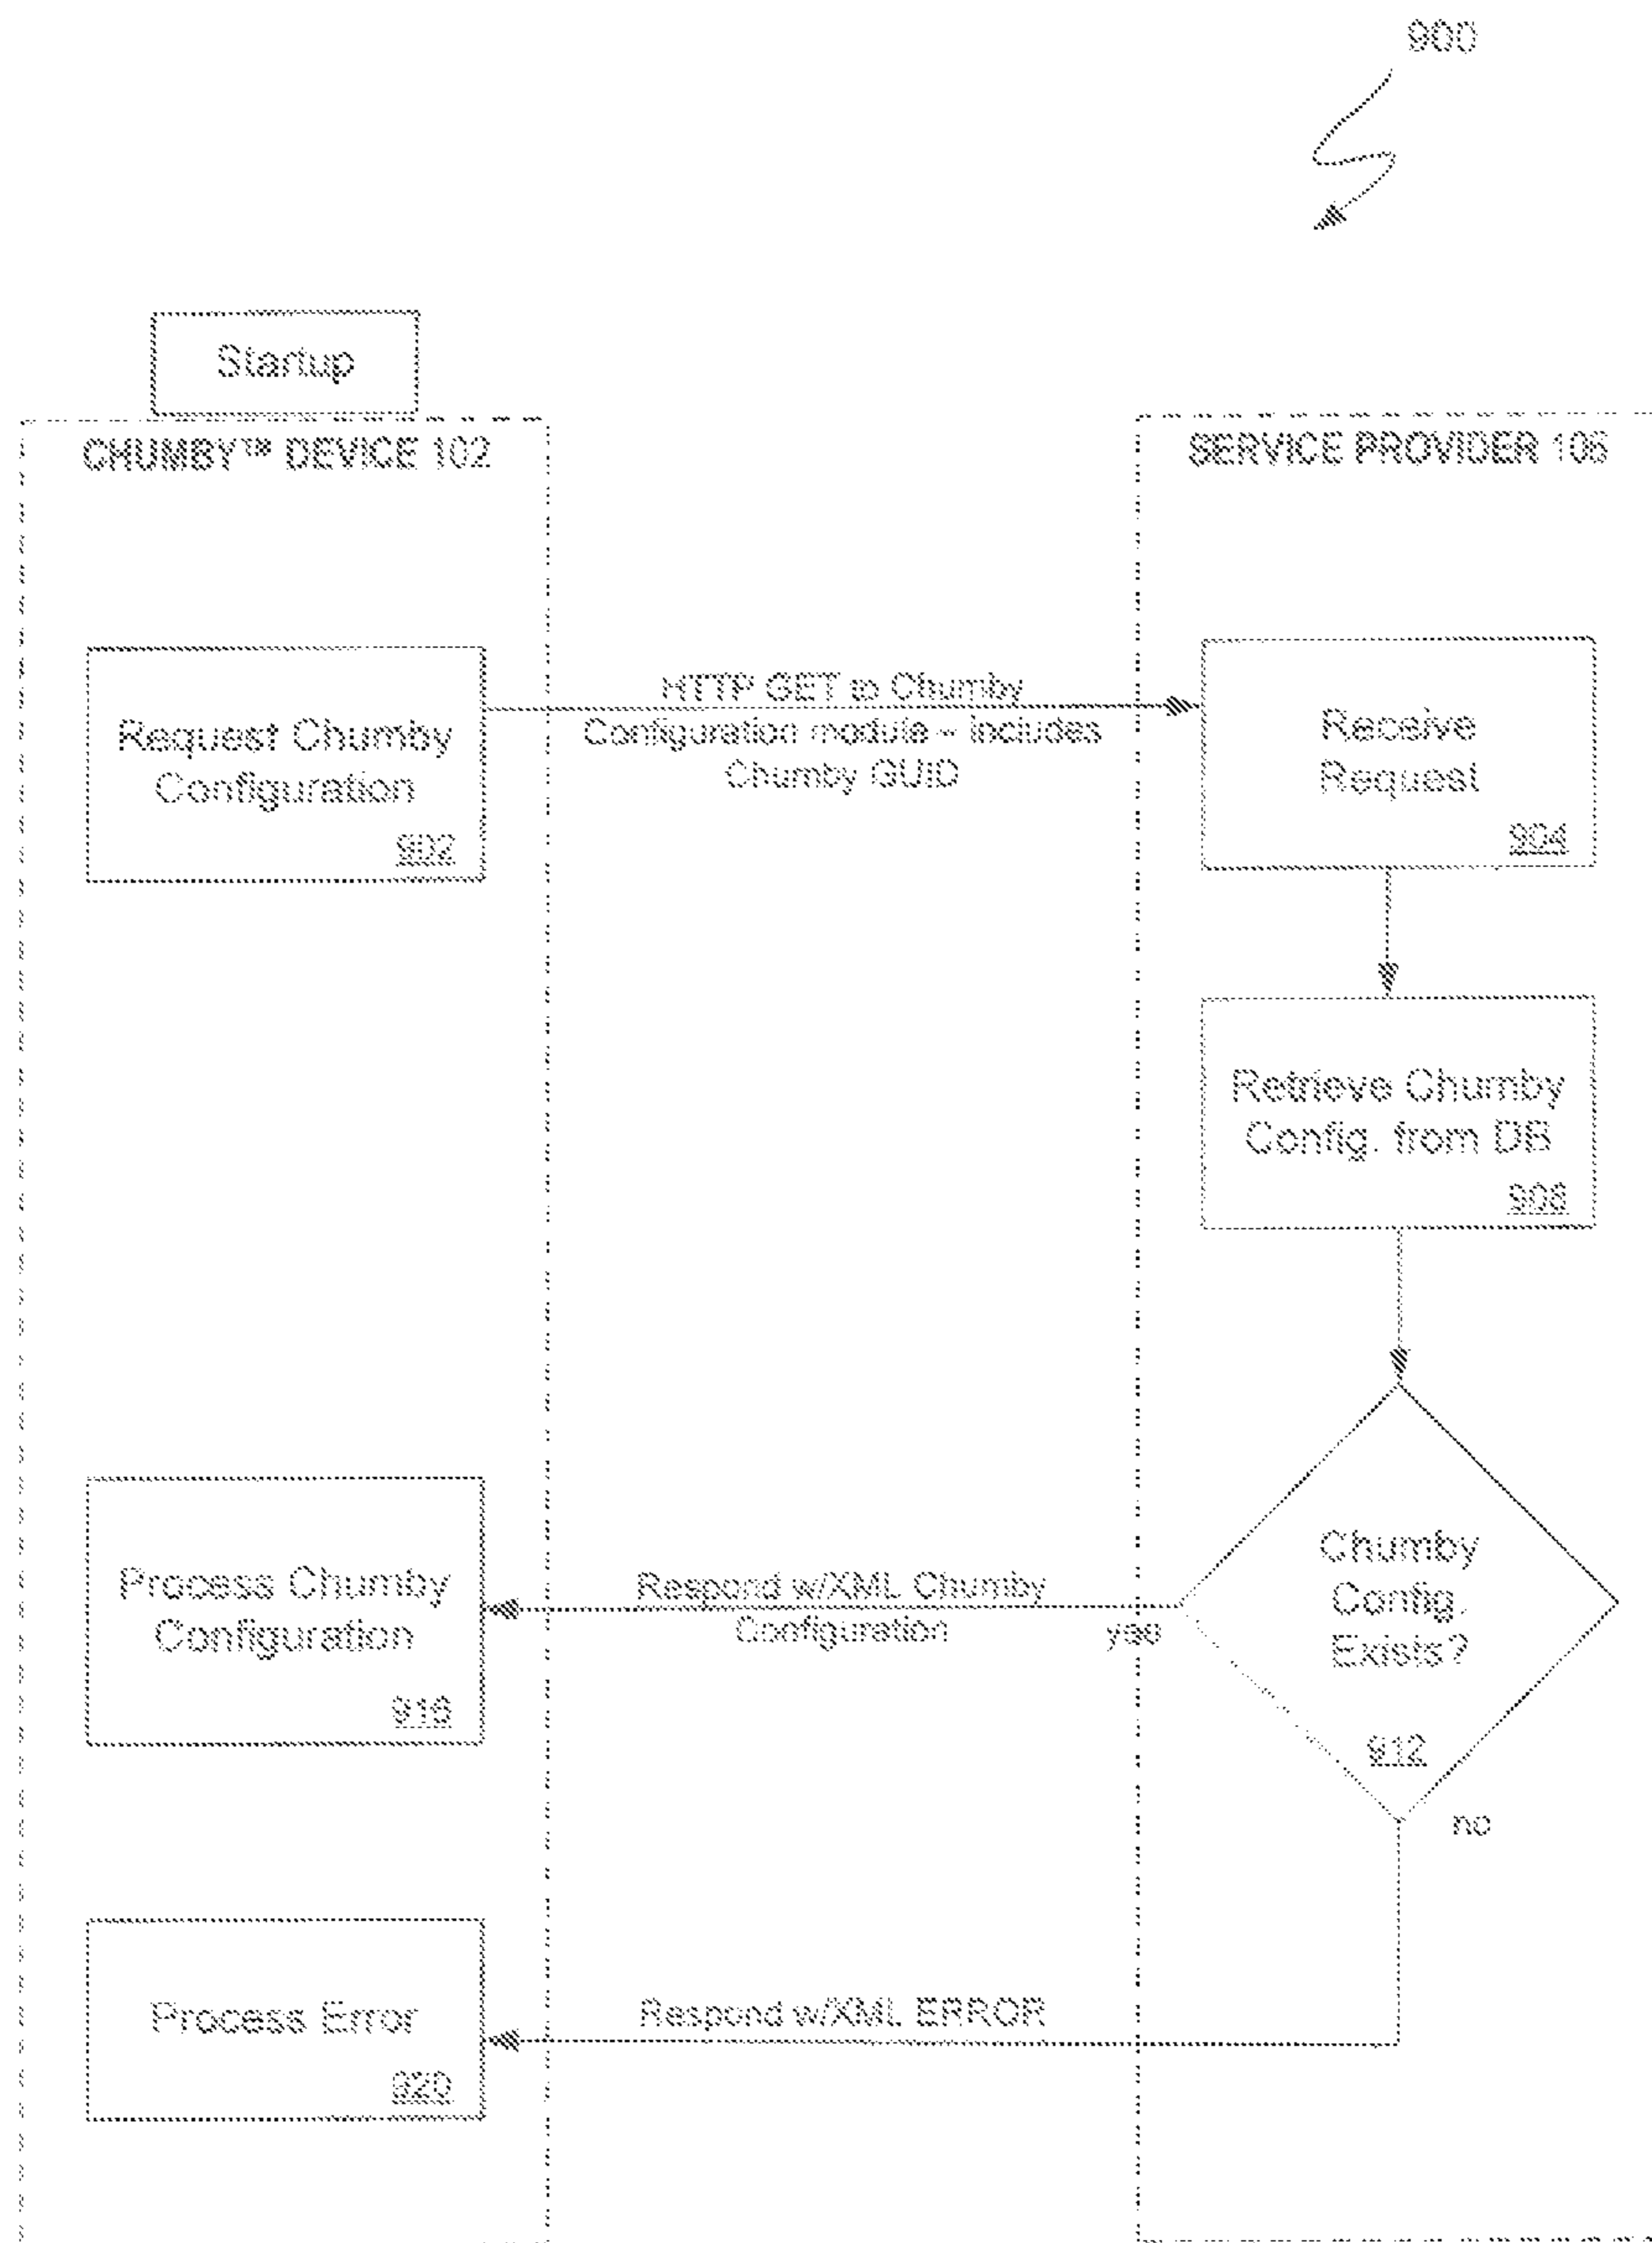 900
Startup
CHUMBY™ DEVICE 102
SERVICE PROVIDER 106
Request Chumby
Configuration
902
HTTP GET to Chumby
Configuration module – includes
Chumby GUID
Receive
Request
904
Retrieve Chumby
Config. from DB
908
Chumby
Config.
Exists?
912
yes
no
Respond w/XML Chumby
Configuration
Process Chumby
Configuration
916
Respond w/XML ERROR
Process Error
920